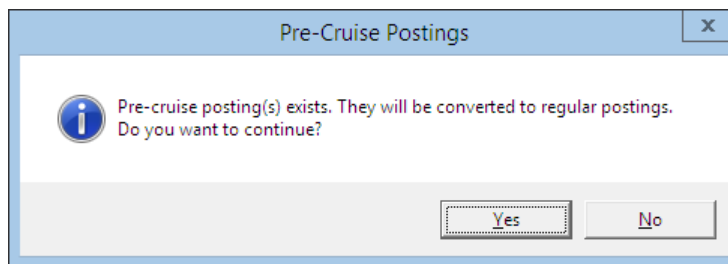 Pre-Cruise Postings
x
Pre-cruise posting(s) exists. They will be converted to regular postings.
Do you want to continue?
Yes
No